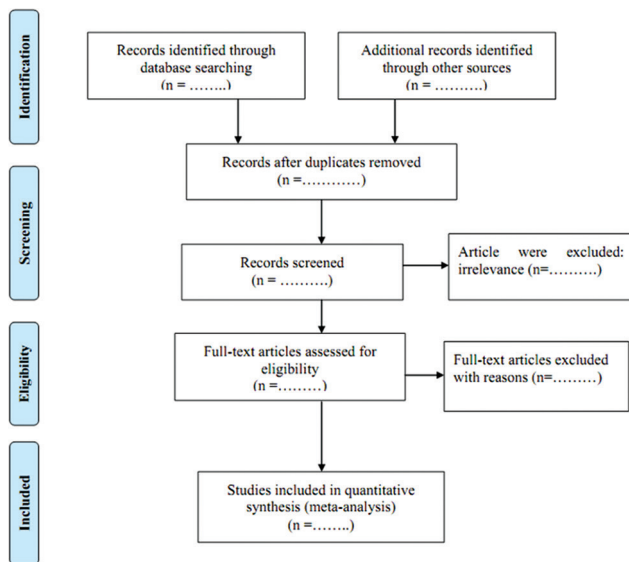 Identification
Records identified through
database searching
(n = ……..)
Additional records identified
through other sources
(n = ……….)
Records after duplicates removed
(n =…………)
Screening
Records screened
(n = ……….)
Article were excluded:
irrelevance (n=……….)
Eligibility
Full-text articles assessed for
eligibility
(n =………)
Full-text articles excluded
with reasons (n=………)
Included
Studies included in quantitative
synthesis (meta-analysis)
(n =……..)